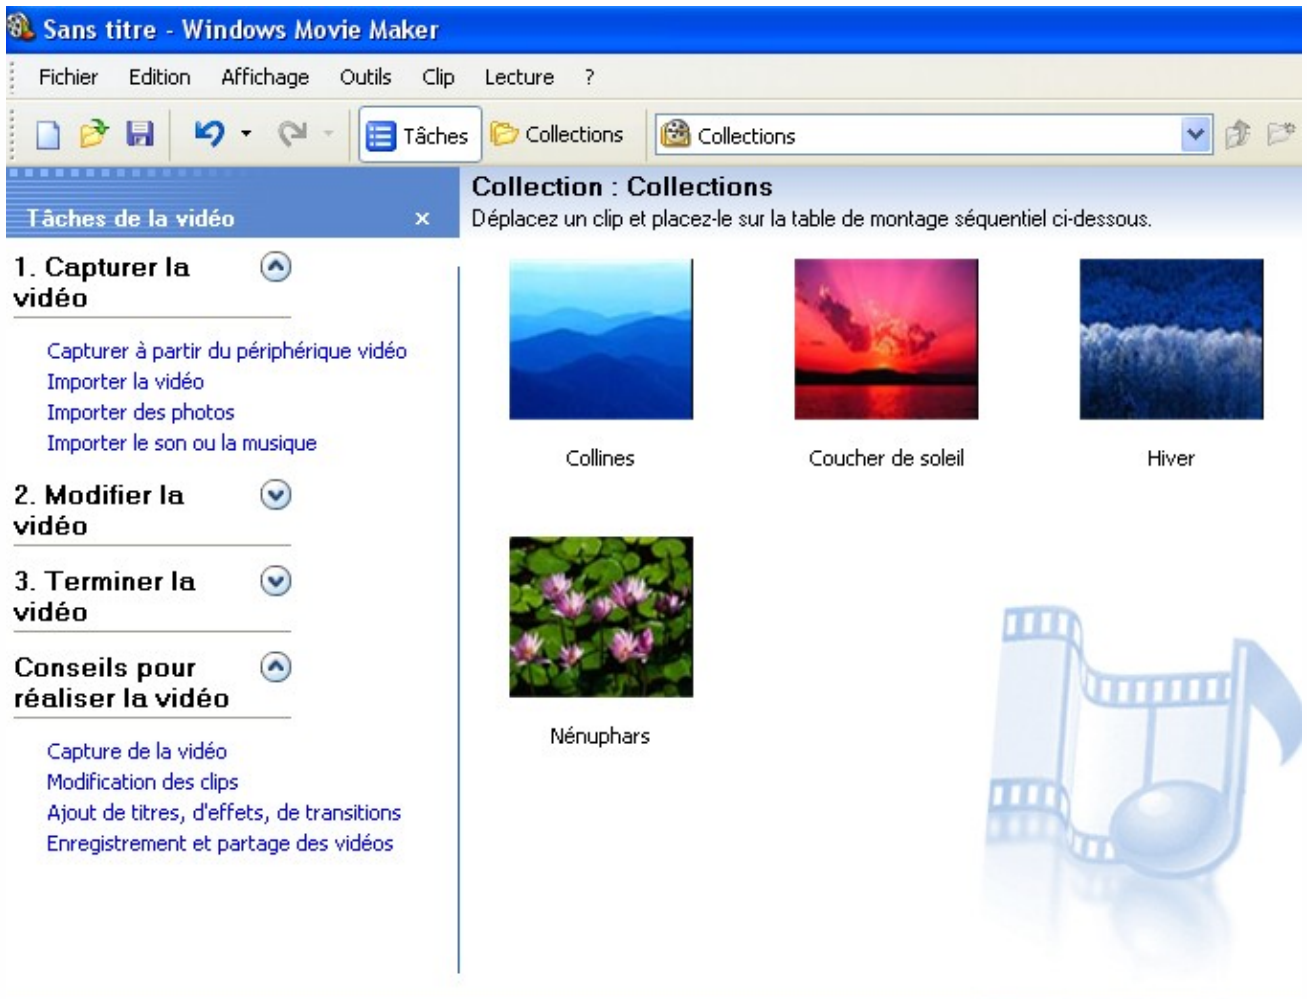 Sans titre - Windows Movie Maker
Fichier Edition Affichage Outils Clip Lecture ?
Tâches Collections Collections
Tâches de la vidéo x
1. Capturer la
vidéo
Capturer à partir du périphérique vidéo
Importer la vidéo
Importer des photos
Importer le son ou la musique
2. Modifier la
vidéo
3. Terminer la
vidéo
Conseils pour
réaliser la vidéo
Capture de la vidéo
Modification des clips
Ajout de titres, d'effets, de transitions
Enregistrement et partage des vidéos
Collection : Collections
Déplacez un clip et placez-le sur la table de montage séquentiel ci-dessous.
Collines
Coucher de soleil
Hiver
Nénuphars